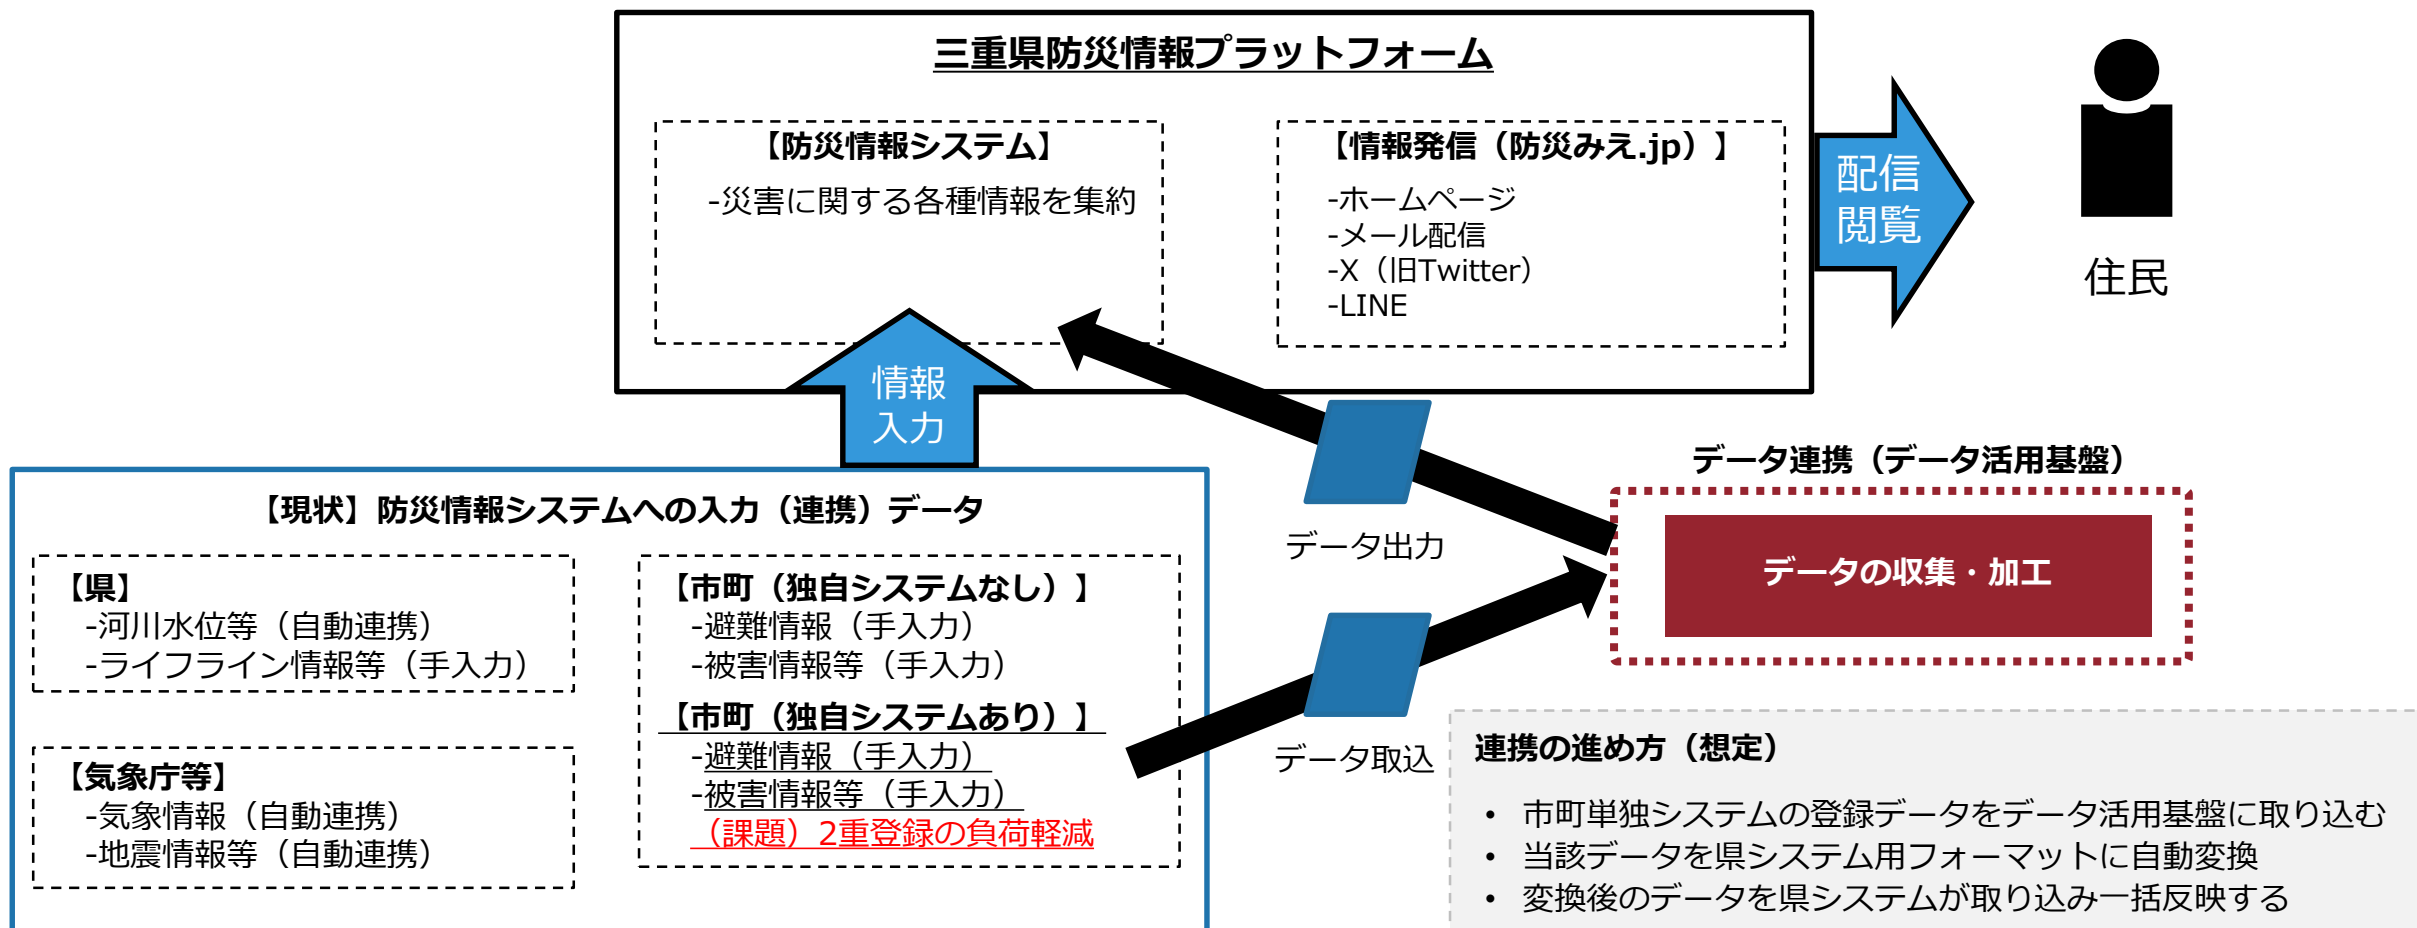 三重県防災情報プラットフォーム
【防災情報システム】
-災害に関する各種情報を集約
【情報発信（防災みえ.jp）】
-ホームページ
-メール配信
-X（旧Twitter）
-LINE
配信
閲覧
住民
情報
入力
【現状】防災情報システムへの入力（連携）データ
【県】
-河川水位等（自動連携）
-ライフライン情報等（手入力）
【気象庁等】
-気象情報（自動連携）
-地震情報等（自動連携）
【市町（独自システムなし）】
-避難情報（手入力）
-被害情報等（手入力）
【市町（独自システムあり）】
-避難情報（手入力）
-被害情報等（手入力）
（課題）2重登録の負荷軽減
データ出力
データ取込
データ連携（データ活用基盤）
データの収集・加工
連携の進め方（想定）
• 市町単独システムの登録データをデータ活用基盤に取り込む
• 当該データを県システム用フォーマットに自動変換
• 変換後のデータを県システムが取り込み一括反映する